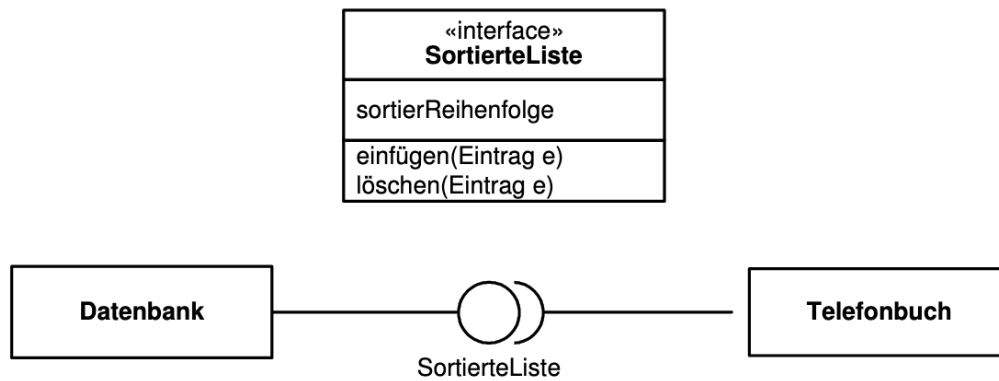 «interface»
SortierteListe
sortierReihenfolge
einfügen(Eintrag e)
löschen(Eintrag e)
Datenbank
Telefonbuch
SortierteListe